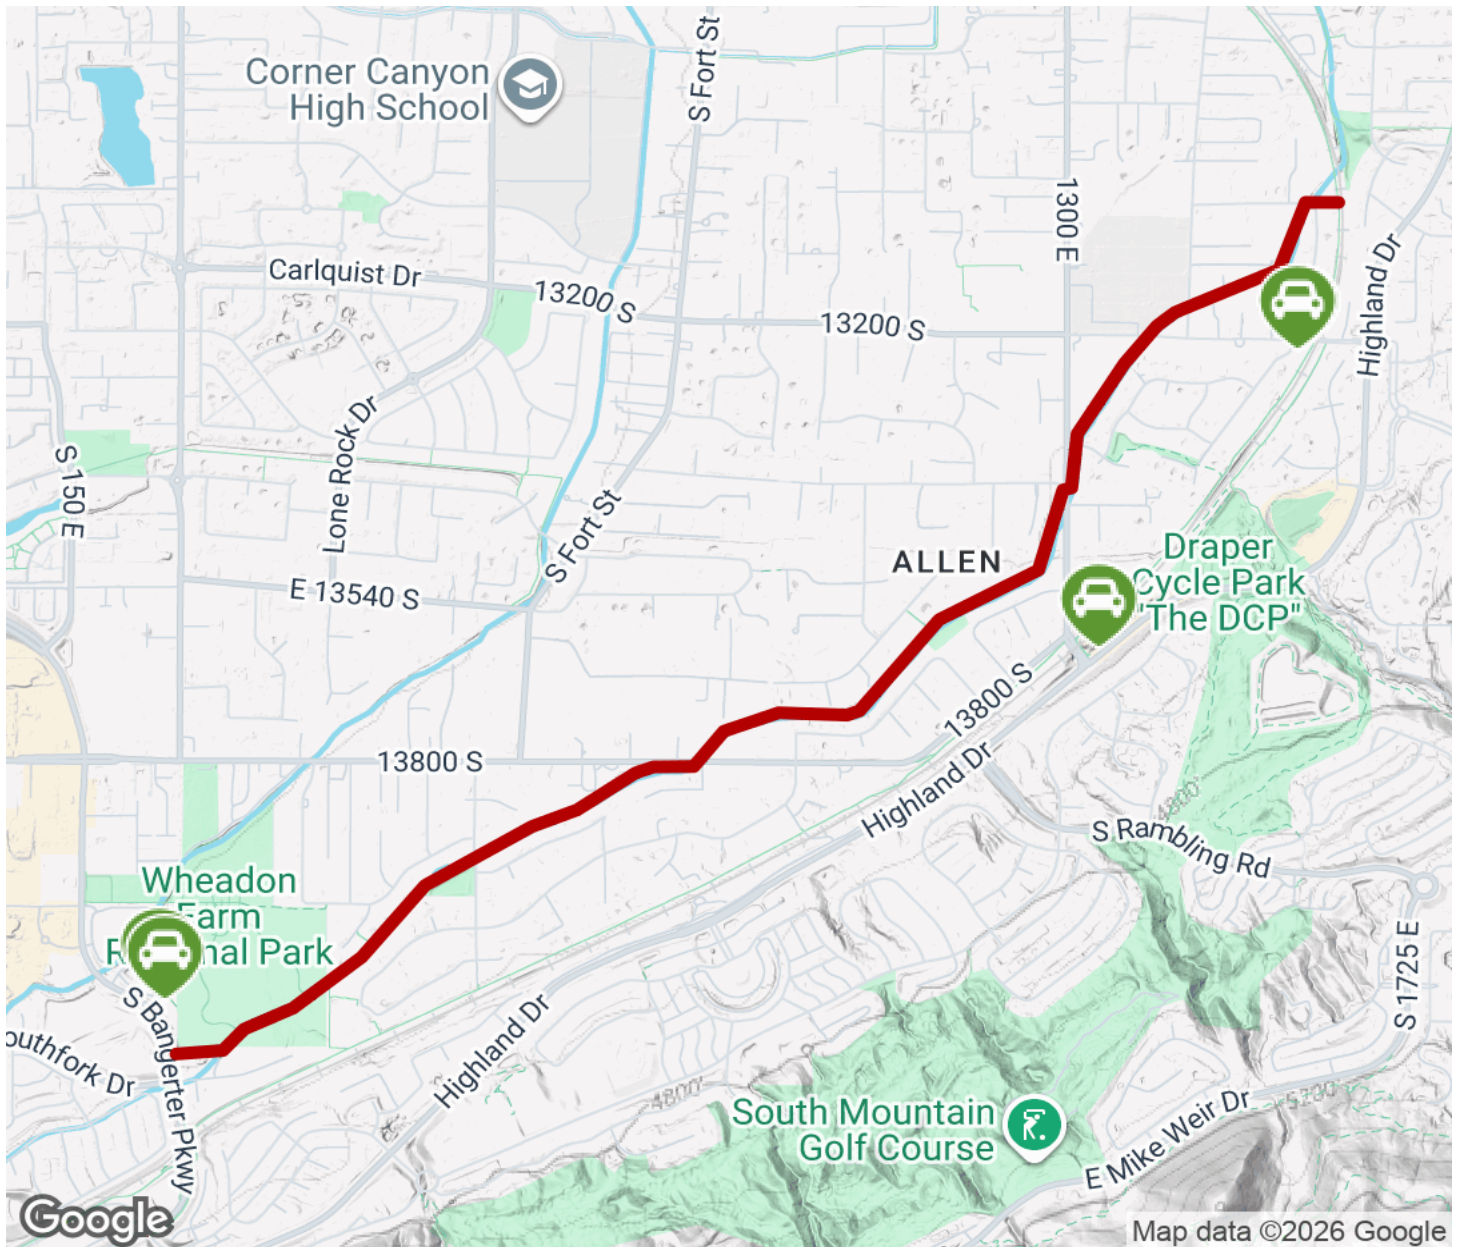 Corner Canyon
High School
S Fort St
1300 E
Highland Dr
Carlquist Dr
13200 S
13200 S
Lone Rock Dr
S 150 E
S Fort St
E 13540 S
ALLEN
Draper
Cycle Park
"The DCP"
13800 S
13800 S
Highland Dr
4800'
S Rambling Rd
Wheadon
Farm
Park
S 1725 E
S Bangerter Pkwy
outhfork Dr
Highland Dr
4800'
South Mountain
Golf Course
E Mike Weir Dr
Google
Map data ©2026 Google